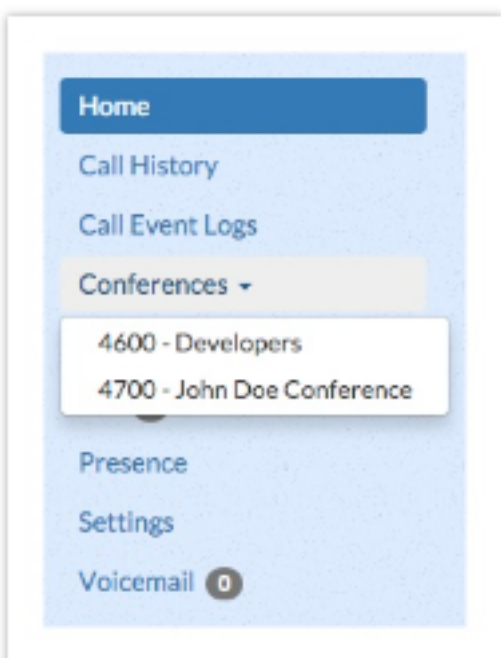 Home
Call History
Call Event Logs
Conferences
4600 - Developers
4700 - John Doe Conference
Presence
Settings
Voicemail 0